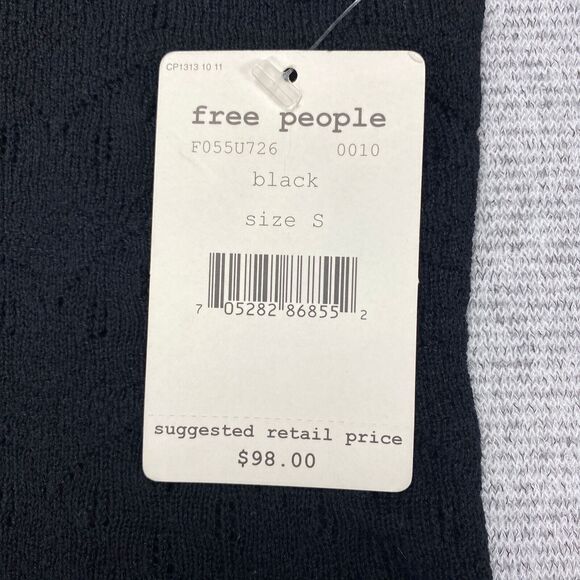 CP1313 10 11
free people
F055U726 0010
black
size S
7 05282 86855 2
suggested retail price
$98.00